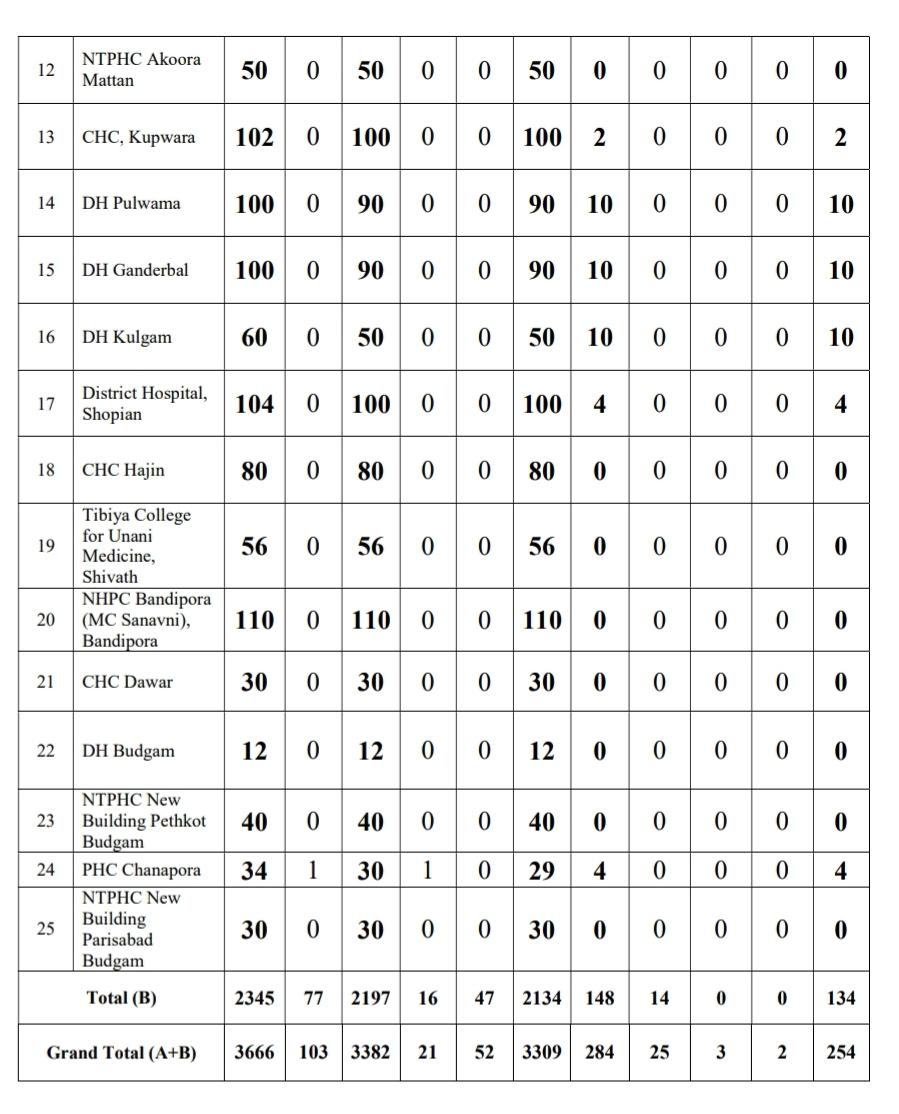 12 NTPHC Akoora Mattan 50 0 50 0 0 50 0 0 0 0 0
13 CHC, Kupwara 102 0 100 0 0 100 2 0 0 0 2
14 DH Pulwama 100 0 90 0 0 90 10 0 0 0 10
15 DH Ganderbal 100 0 90 0 0 90 10 0 0 0 10
16 DH Kulgam 60 0 50 0 0 50 10 0 0 0 10
17 District Hospital, Shopian 104 0 100 0 0 100 4 0 0 0 4
18 CHC Hajin 80 0 80 0 0 80 0 0 0 0 0
19 Tibiya College for Unani Medicine, Shivath 56 0 56 0 0 56 0 0 0 0 0
20 NHPC Bandipora (MC Sanavni), Bandipora 110 0 110 0 0 110 0 0 0 0 0
21 CHC Dawar 30 0 30 0 0 30 0 0 0 0 0
22 DH Budgam 12 0 12 0 0 12 0 0 0 0 0
23 NTPHC New Building Pethkot Budgam 40 0 40 0 0 40 0 0 0 0 0
24 PHC Chanapora 34 1 30 1 0 29 4 0 0 0 4
25 NTPHC New Building Parisabad Budgam 30 0 30 0 0 30 0 0 0 0 0
Total (B) 2345 77 2197 16 47 2134 148 14 0 0 134
Grand Total (A+B) 3666 103 3382 21 52 3309 284 25 3 2 254